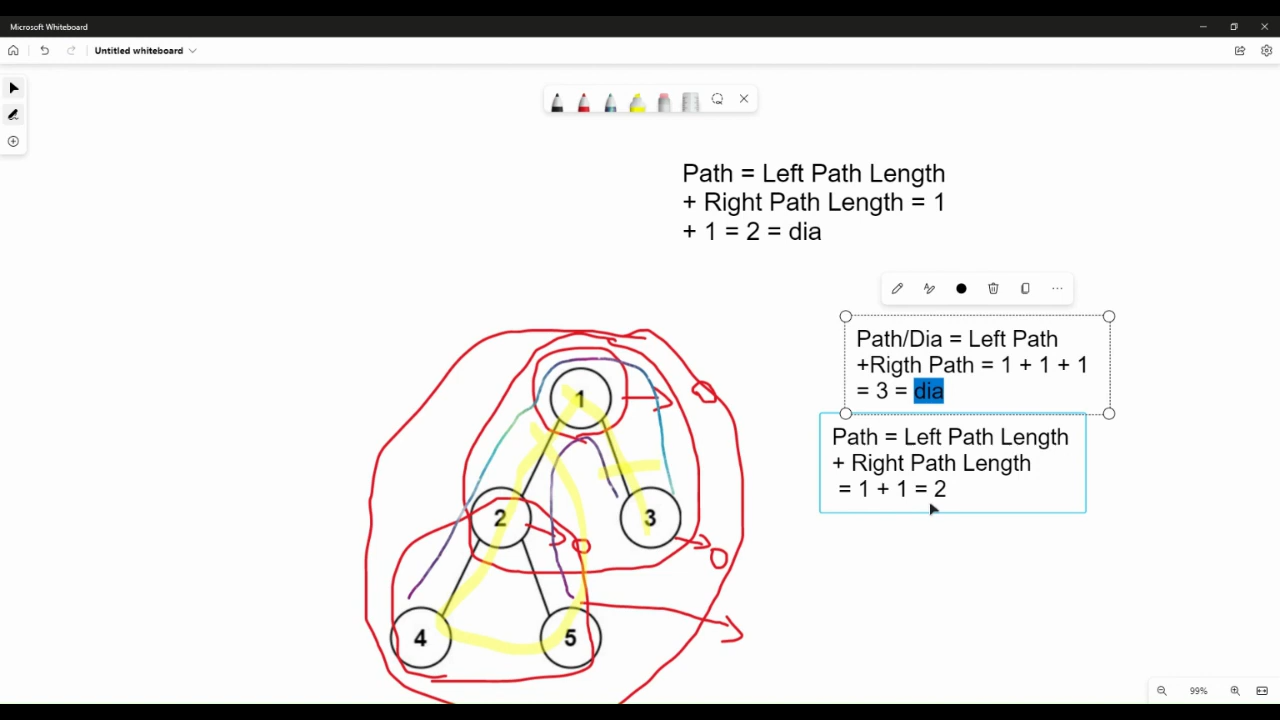 Microsoft Whiteboard
Untitled whiteboard
Path = Left Path Length
+ Right Path Length = 1
+ 1 = 2 = dia
Path/Dia = Left Path
+Rigth Path = 1 + 1 + 1
= 3 = dia
Path = Left Path Length
+ Right Path Length
= 1 + 1 = 2
1
2
3
4
5
99%